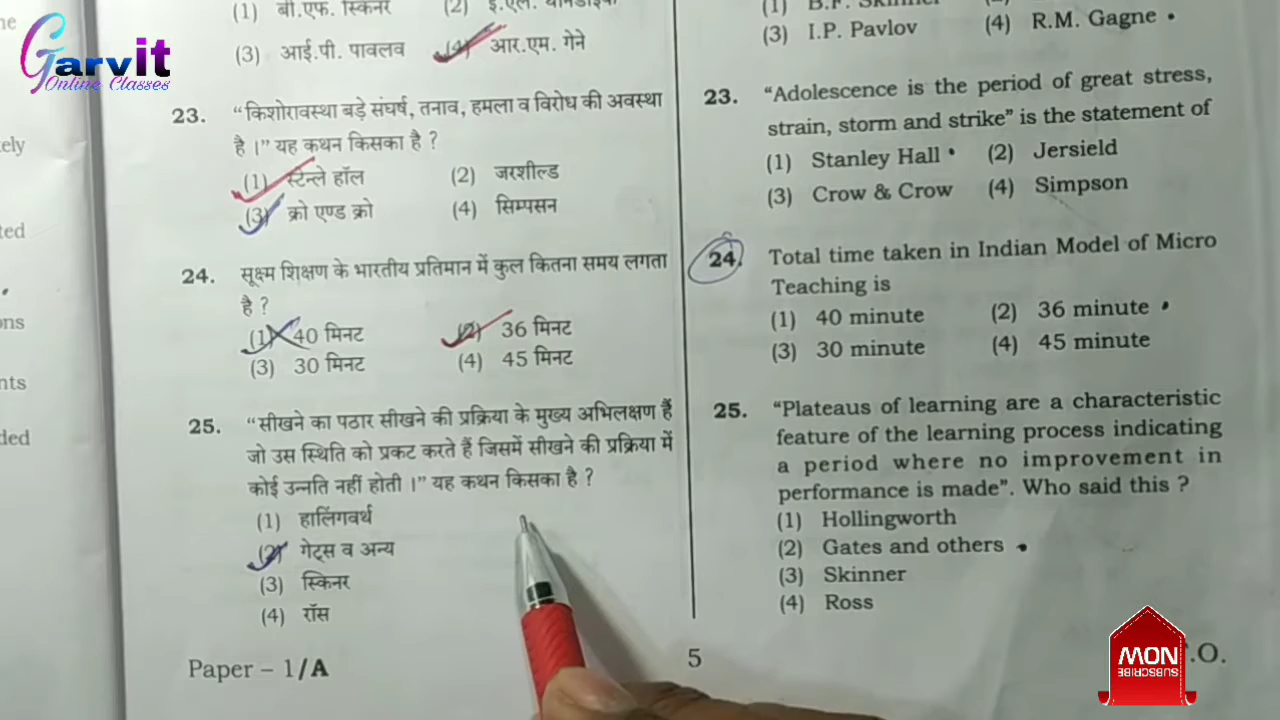 Garvit
Online Classes
(1) बी.एफ. स्किनर (2)
(3) आई.पी. पावलव (4) आर.एम. गेने
23. “किशोरावस्था बड़े संघर्ष, तनाव, हमला व विरोध की अवस्था
है ।” यह कथन किसका है ?
(1) स्टेन्ले हॉल (2) जरशील्ड
(3) क्रो एण्ड क्रो (4) सिम्पसन
24. सूक्ष्म शिक्षण के भारतीय प्रतिमान में कुल कितना समय लगता
है ?
(1) 40 मिनट (2) 36 मिनट
(3) 30 मिनट (4) 45 मिनट
25. “सीखने का पठार सीखने की प्रक्रिया के मुख्य अभिलक्षण हैं
जो उस स्थिति को प्रकट करते हैं जिसमें सीखने की प्रक्रिया में
कोई उन्नति नहीं होती ।” यह कथन किसका है ?
(1) हालिंगवर्थ
(2) गेट्स व अन्य
(3) स्किनर
(4) रॉस
Paper – 1/A
5
(1) B.F. Skinner
(3) I.P. Pavlov (4) R.M. Gagne
23. “Adolescence is the period of great stress,
strain, storm and strike” is the statement of
(1) Stanley Hall (2) Jersield
(3) Crow & Crow (4) Simpson
24. Total time taken in Indian Model of Micro
Teaching is
(1) 40 minute (2) 36 minute
(3) 30 minute (4) 45 minute
25. “Plateaus of learning are a characteristic
feature of the learning process indicating
a period where no improvement in
performance is made”. Who said this ?
(1) Hollingworth
(2) Gates and others
(3) Skinner
(4) Ross
.O.
NOW
SUBSCRIBE